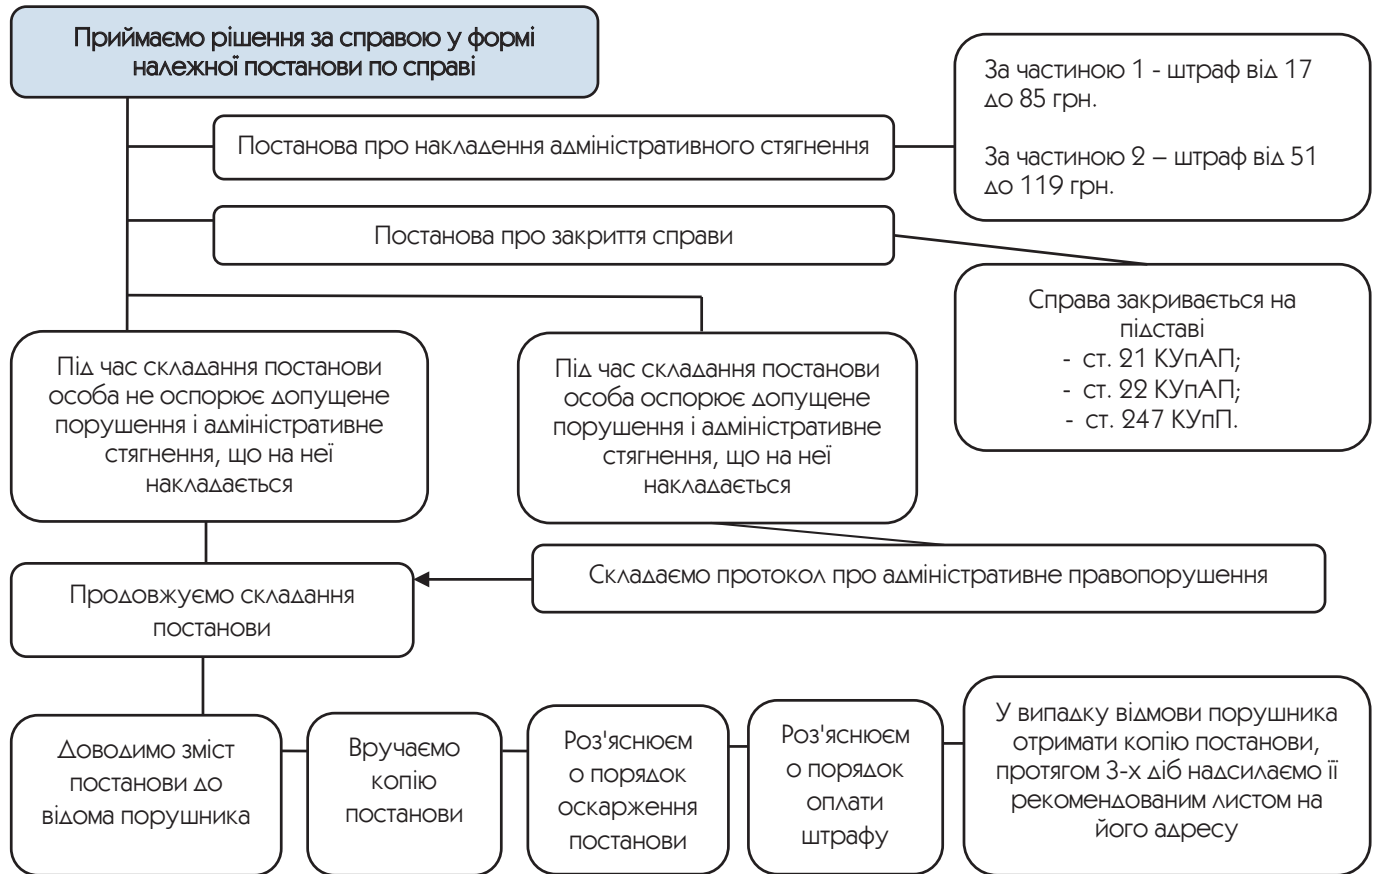 Приймаємо рішення за справою у формі
належної постанови по справі
За частиною 1 - штраф від 17
до 85 грн.
За частиною 2 – штраф від 51
до 119 грн.
Постанова про накладення адміністративного стягнення
Постанова про закриття справи
Справа закривається на
підставі
- ст. 21 КУпАП;
- ст. 22 КУпАП;
- ст. 247 КУпП.
Під час складання постанови
особа не оспорює допущене
порушення і адміністративне
стягнення, що на неї
накладається
Під час складання постанови
особа оспорює допущене
порушення і адміністративне
стягнення, що на неї
накладається
Складаємо протокол про адміністративне правопорушення
Продовжуємо складання
постанови
Доводимо зміст
постанови до
відома порушника
Вручаємо
копію
постанови
Роз'яснюєм
о порядок
оскарження
постанови
Роз'яснюєм
о порядок
оплати
штрафу
У випадку відмови порушника
отримати копію постанови,
протягом 3-х діб надсилаємо її
рекомендованим листом на
його адресу